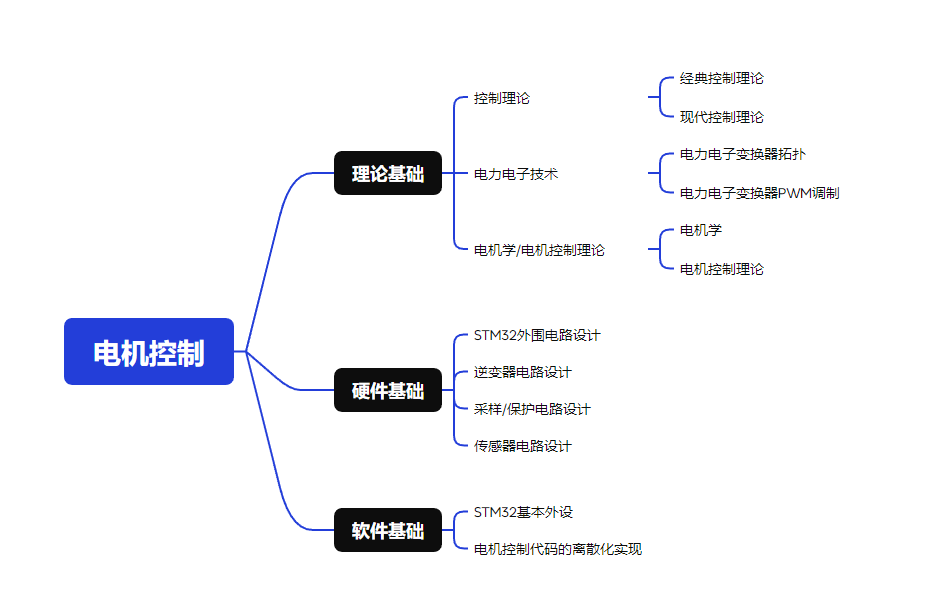 电机控制
理论基础
控制理论
经典控制理论
现代控制理论
电力电子技术
电力电子变换器拓扑
电力电子变换器PWM调制
电机学/电机控制理论
电机学
电机控制理论
硬件基础
STM32外围电路设计
逆变器电路设计
采样/保护电路设计
传感器电路设计
软件基础
STM32基本外设
电机控制代码的离散化实现